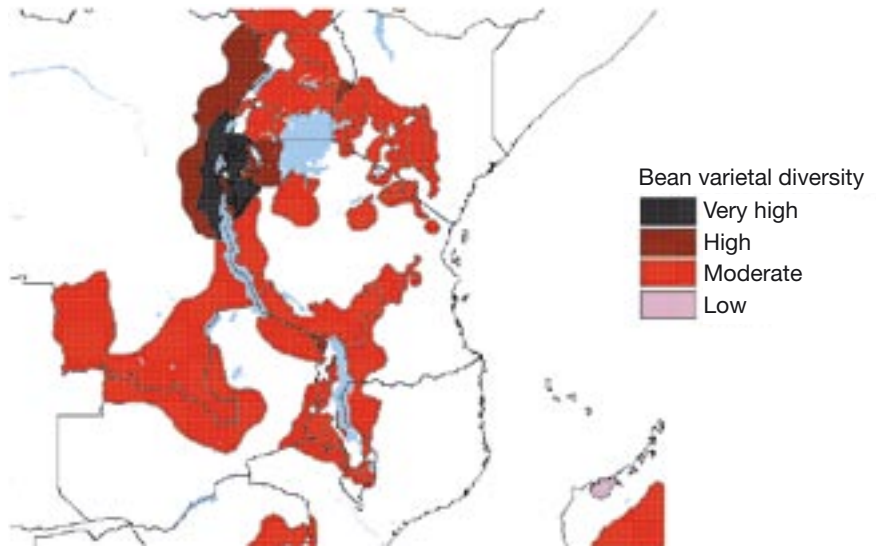 Bean varietal diversity
Very high
High
Moderate
Low